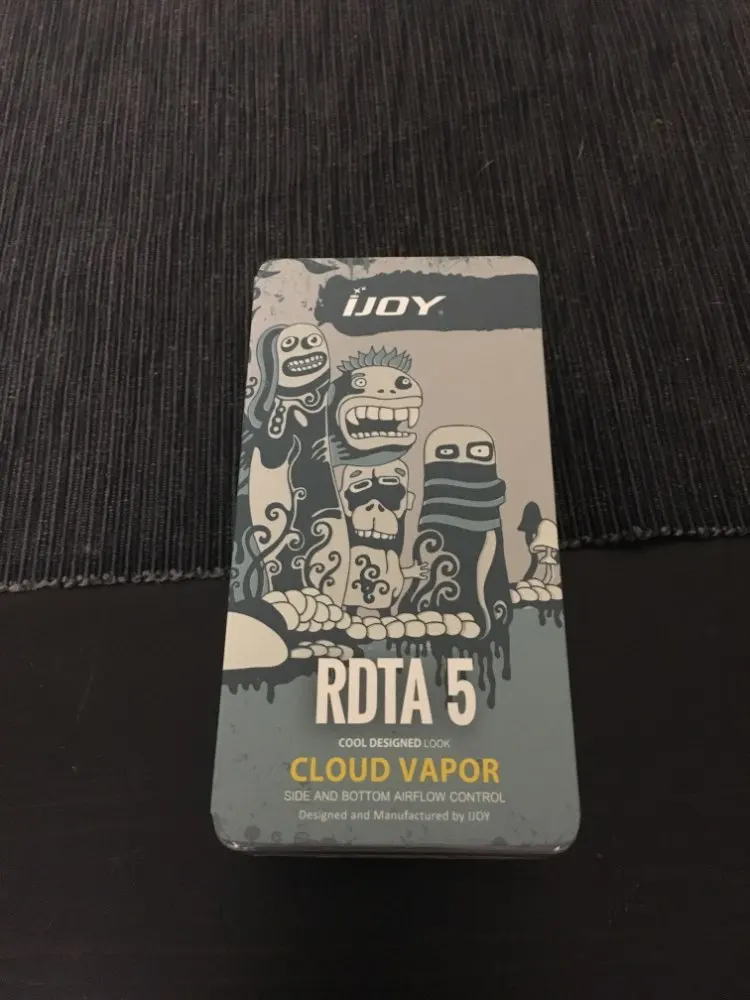 iJOY
RDTA 5
COOL DESIGNED LOOK
CLOUD VAPOR
SIDE AND BOTTOM AIRFLOW CONTROL
Designed and Manufactured by IJOY